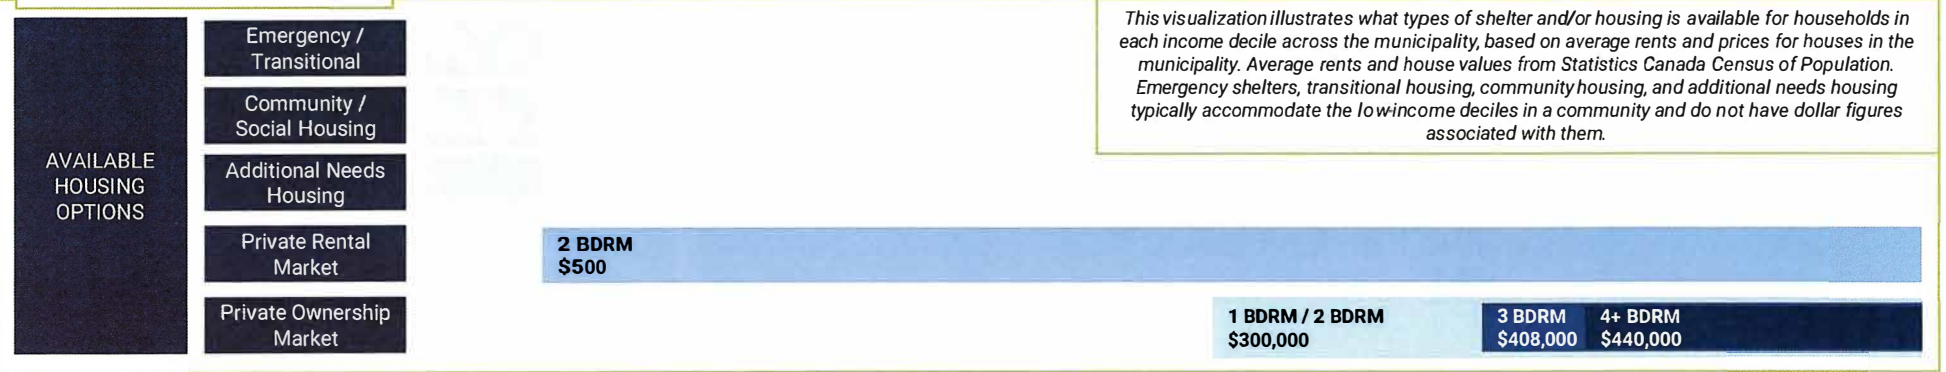 AVAILABLE
HOUSING
OPTIONS
Emergency /
Transitional
Community /
Social Housing
Additional Needs
Housing
Private Rental
Market
Private Ownership
Market
This visualization illustrates what types of shelter and/or housing is available for households in
each income decile across the municipality, based on average rents and prices for houses in the
municipality. Average rents and house values from Statistics Canada Census of Population.
Emergency shelters, transitional housing, community housing, and additional needs housing
typically accommodate the low-income deciles in a community and do not have dollar figures
associated with them.
2 BDRM
$500
1 BDRM / 2 BDRM
$300,000
3 BDRM
$408,000
4+ BDRM
$440,000